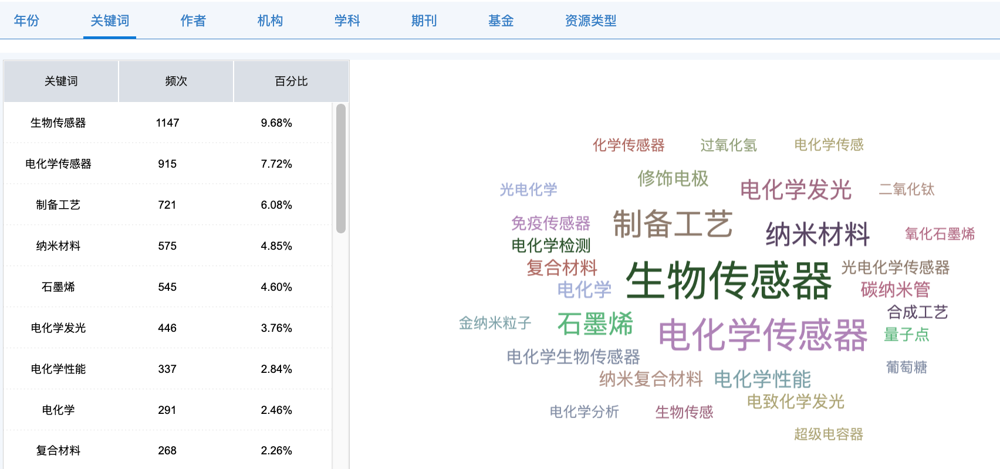 年份 关键词 作者 机构 学科 期刊 基金 资源类型
关键词 频次 百分比
生物传感器 1147 9.68%
电化学传感器 915 7.72%
制备工艺 721 6.08%
纳米材料 575 4.85%
石墨烯 545 4.60%
电化学发光 446 3.76%
电化学性能 337 2.84%
电化学 291 2.46%
复合材料 268 2.26%
化学传感器 过氧化氢 电化学传感
修饰电极
光电化学 电化学发光 二氧化钛
免疫传感器 制备工艺
纳米材料 氧化石墨烯
电化学检测
复合材料 光电化学传感器
生物传感器
电化学 碳纳米管
合成工艺
金纳米粒子 石墨烯
电化学传感器 量子点
电化学生物传感器 葡萄糖
纳米复合材料 电化学性能
电致化学发光
电化学分析 生物传感
超级电容器